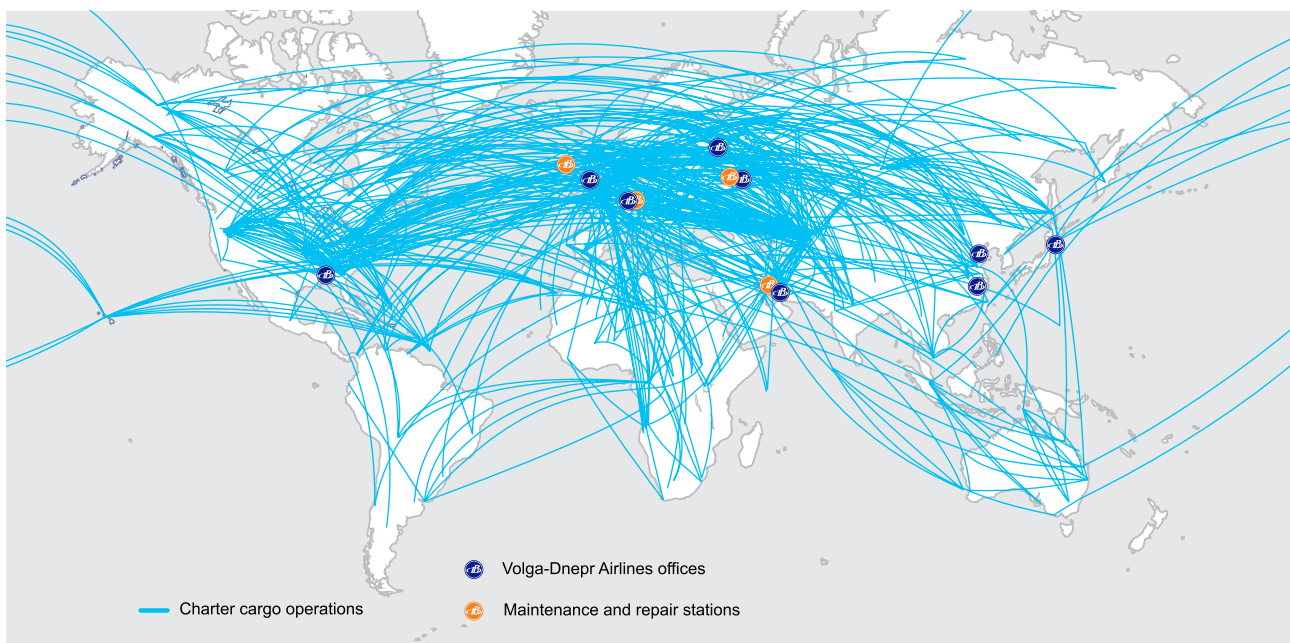 Volga-Dnepr Airlines offices
Charter cargo operations
Maintenance and repair stations